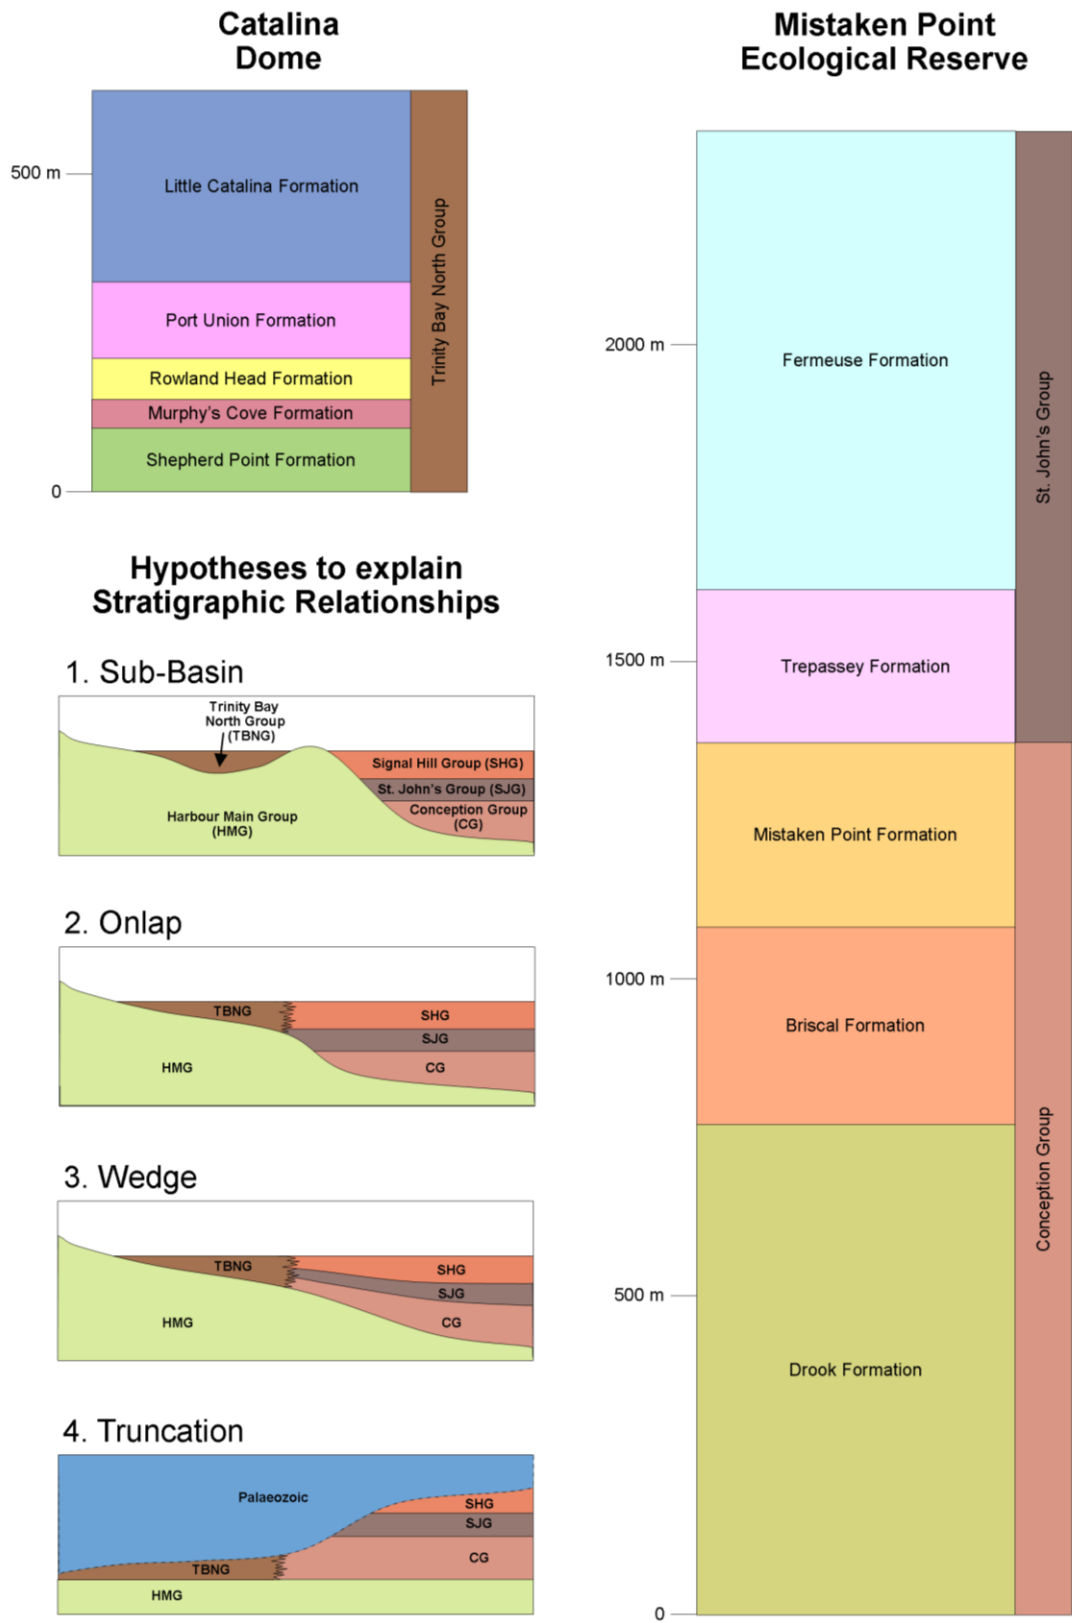 Catalina
Dome
500 m
0
Little Catalina Formation
Port Union Formation
Rowland Head Formation
Murphy's Cove Formation
Shepherd Point Formation
Trinity Bay North Group
Hypotheses to explain
Stratigraphic Relationships
1. Sub-Basin
Trinity Bay
North Group
(TBNG)
Harbour Main Group
(HMG)
Signal Hill Group (SHG)
St. John's Group (SJG)
Conception Group
(CG)
2. Onlap
TBNG
HMG
SHG
SJG
CG
3. Wedge
TBNG
HMG
SHG
SJG
CG
4. Truncation
Palaeozoic
TBNG
HMG
SHG
SJG
CG
Mistaken Point
Ecological Reserve
2000 m
1500 m
1000 m
500 m
0
Fermeuse Formation
Trepassey Formation
Mistaken Point Formation
Briscal Formation
Drook Formation
St. John's Group
Conception Group